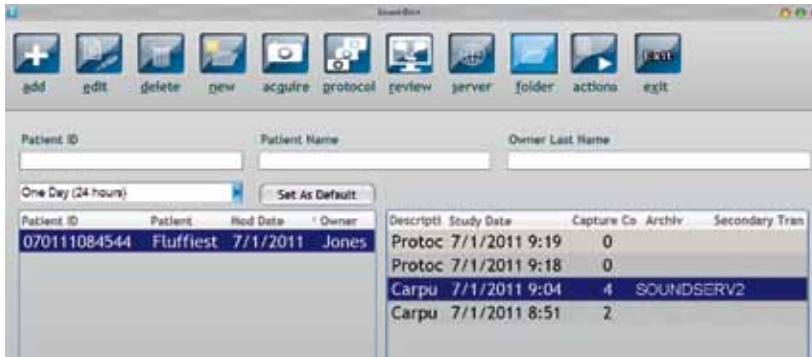 add edit delete new acquire protocol review server folder actions exit
Patient ID Patient Name Owner Last Name
One Day (24 hours) Set As Default
Patient ID Patient Mod Date Owner Descripti Study Date Capture Co Archiv Secondary Tran
070111084544 Fluffiest 7/1/2011 Jones Protoc 7/1/2011 9:19 0
Protoc 7/1/2011 9:18 0
Carpu 7/1/2011 9:04 4 SOUNDSERV2
Carpu 7/1/2011 8:51 2